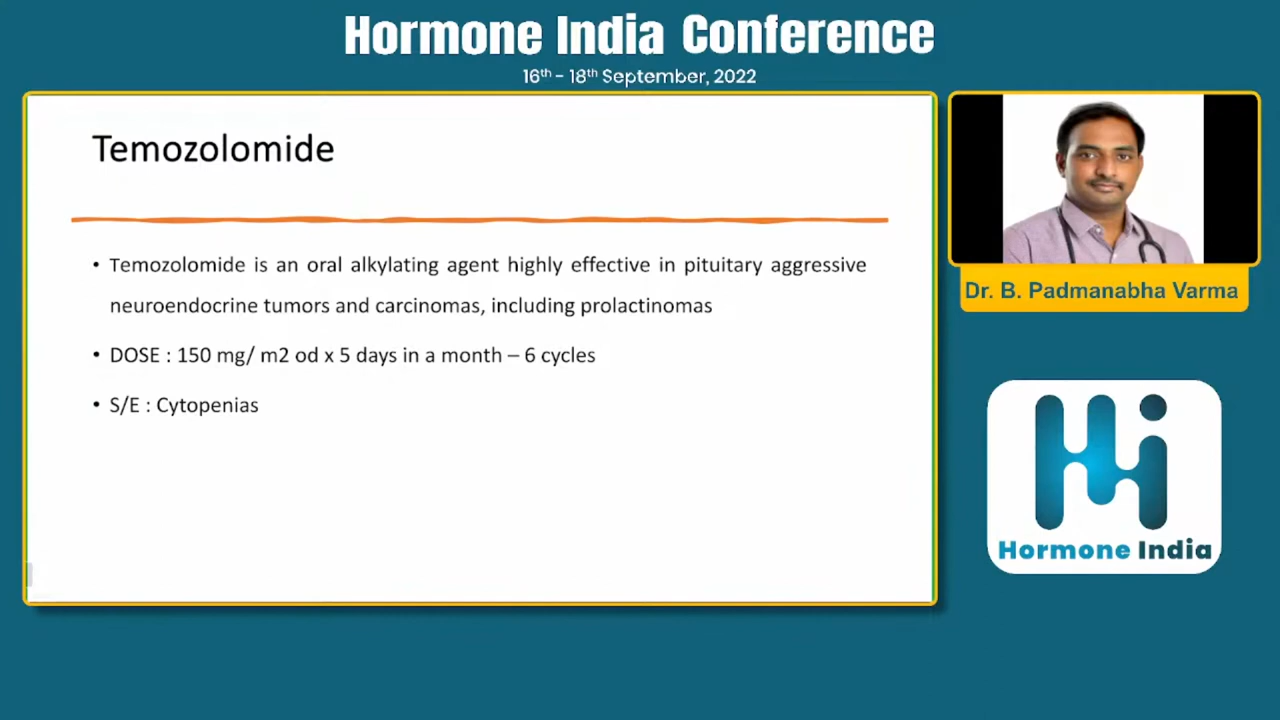 Hormone India Conference
16th - 18th September, 2022
Temozolomide
• Temozolomide is an oral alkylating agent highly effective in pituitary aggressive
neuroendocrine tumors and carcinomas, including prolactinomas
• DOSE : 150 mg/ m2 od x 5 days in a month – 6 cycles
• S/E : Cytopenias
Dr. B. Padmanabha Varma
Hi
Hormone India